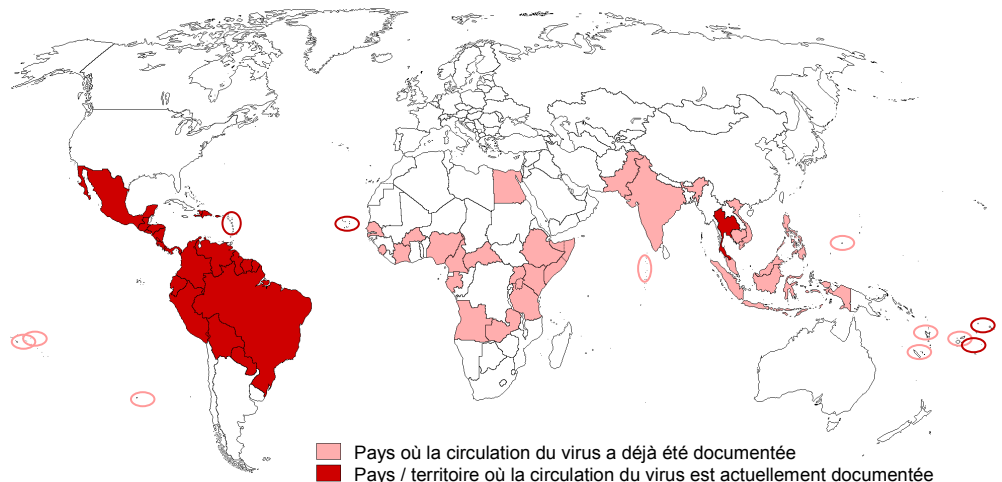 Pays où la circulation du virus a déjà été documentée
Pays / territoire où la circulation du virus est actuellement documentée